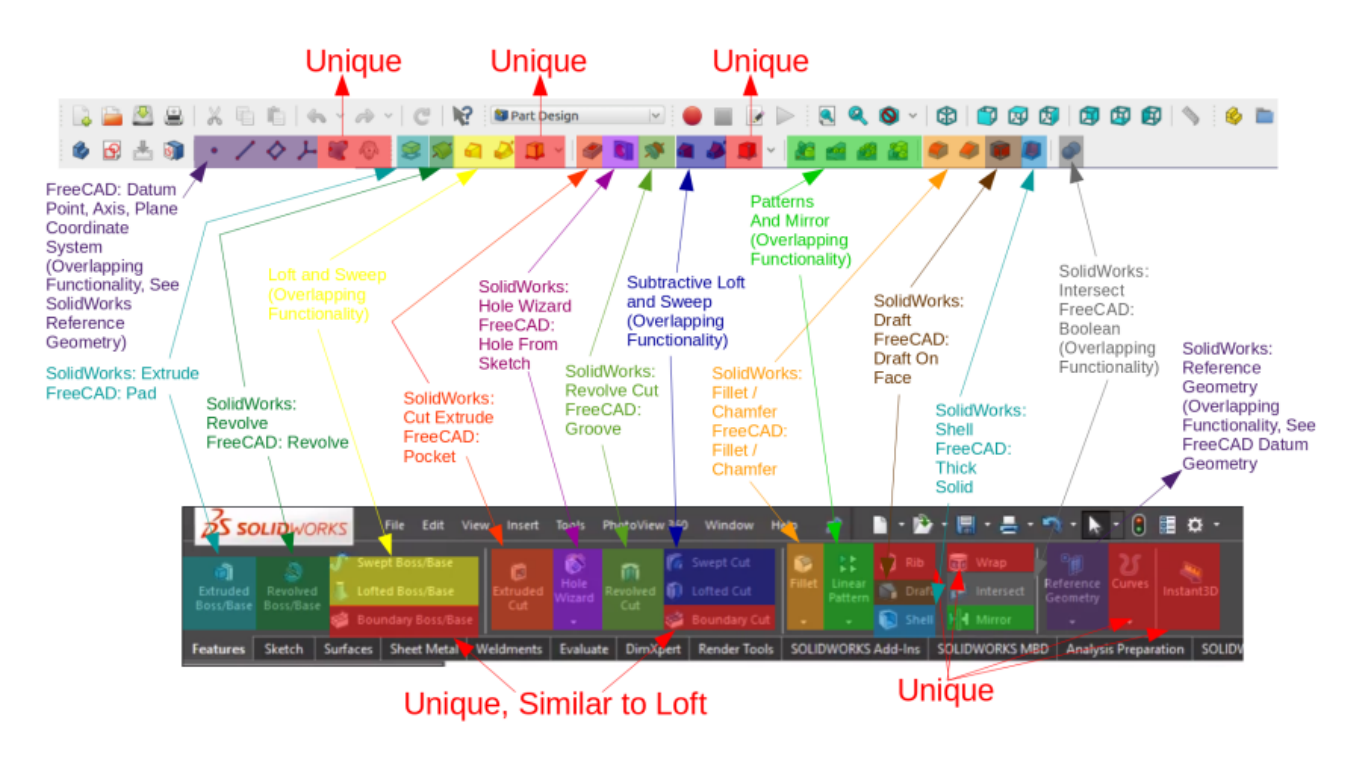 Unique
Unique
Unique
Part Design
FreeCAD: Datum
Point, Axis, Plane
Coordinate
System
(Overlapping
Functionality, See
SolidWorks
Reference
Geometry)
SolidWorks: Extrude
FreeCAD: Pad
SolidWorks:
Revolve
FreeCAD: Revolve
Loft and Sweep
(Overlapping
Functionality)
SolidWorks:
Cut Extrude
FreeCAD:
Pocket
SolidWorks:
Hole Wizard
FreeCAD:
Hole From
Sketch
SolidWorks:
Revolve Cut
FreeCAD:
Groove
Subtractive Loft
and Sweep
(Overlapping
Functionality)
SolidWorks:
Fillet /
Chamfer
FreeCAD:
Fillet /
Chamfer
Patterns
And Mirror
(Overlapping
Functionality)
SolidWorks:
Draft
FreeCAD:
Draft On
Face
SolidWorks:
Shell
FreeCAD:
Thick
Solid
SolidWorks:
Intersect
FreeCAD:
Boolean
(Overlapping
Functionality)
SolidWorks:
Reference
Geometry
(Overlapping
Functionality, See
FreeCAD Datum
Geometry
SOLIDWORKS File Edit View Insert Tools PhotoView 360 Window Help
Extruded
Boss/Base
Revolved
Boss/Base
Swept Boss/Base
Lofted Boss/Base
Boundary Boss/Base
Extruded
Cut
Hole
Wizard
Revolved
Cut
Swept Cut
Lofted Cut
Boundary Cut
Fillet
Linear
Pattern
Rib
Draft
Shell
Wrap
Intersect
Mirror
Reference
Geometry
Curves
Instant3D
Features Sketch Surfaces Sheet Metal Weldments Evaluate DimXpert Render Tools SOLIDWORKS Add-Ins SOLIDWORKS MBD Analysis Preparation SOLIDW
Unique, Similar to Loft
Unique